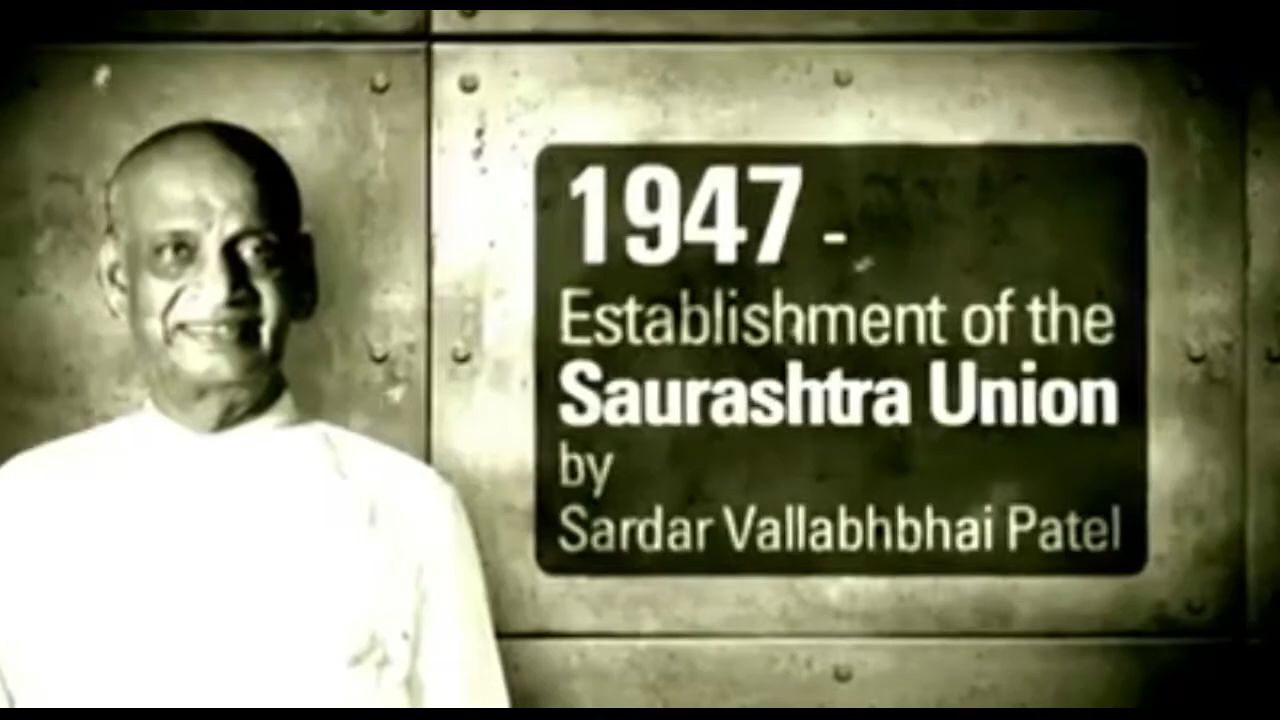 1947 -
Establishment of the
Saurashtra Union
by
Sardar Vallabhbhai Patel